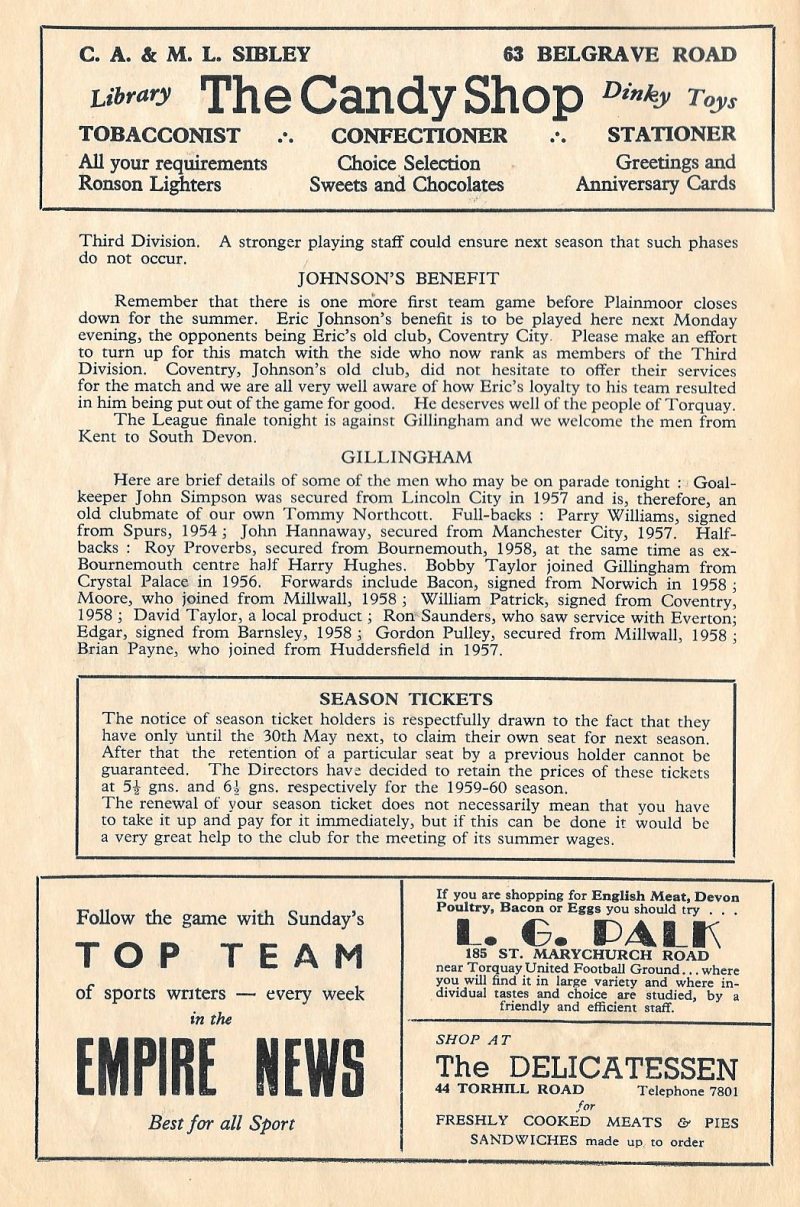 C. A. & M. L. SIBLEY 63 BELGRAVE ROAD
Library The Candy Shop Dinky Toys
TOBACCONIST ∴ CONFECTIONER ∴ STATIONER
All your requirements Choice Selection Greetings and
Ronson Lighters Sweets and Chocolates Anniversary Cards
Third Division. A stronger playing staff could ensure next season that such phases
do not occur.
JOHNSON'S BENEFIT
Remember that there is one more first team game before Plainmoor closes
down for the summer. Eric Johnson's benefit is to be played here next Monday
evening, the opponents being Eric's old club, Coventry City. Please make an effort
to turn up for this match with the side who now rank as members of the Third
Division. Coventry, Johnson's old club, did not hesitate to offer their services
for the match and we are all very well aware of how Eric's loyalty to his team resulted
in him being put out of the game for good. He deserves well of the people of Torquay.
The League finale tonight is against Gillingham and we welcome the men from
Kent to South Devon.
GILLINGHAM
Here are brief details of some of the men who may be on parade tonight : Goal-
keeper John Simpson was secured from Lincoln City in 1957 and is, therefore, an
old clubmate of our own Tommy Northcott. Full-backs : Parry Williams, signed
from Spurs, 1954 ; John Hannaway, secured from Manchester City, 1957. Half-
backs : Roy Proverbs, secured from Bournemouth, 1958, at the same time as ex-
Bournemouth centre half Harry Hughes. Bobby Taylor joined Gillingham from
Crystal Palace in 1956. Forwards include Bacon, signed from Norwich in 1958 ;
Moore, who joined from Millwall, 1958 ; William Patrick, signed from Coventry,
1958 ; David Taylor, a local product ; Ron Saunders, who saw service with Everton;
Edgar, signed from Barnsley, 1958 ; Gordon Pulley, secured from Millwall, 1958 ;
Brian Payne, who joined from Huddersfield in 1957.
SEASON TICKETS
The notice of season ticket holders is respectfully drawn to the fact that they
have only until the 30th May next, to claim their own seat for next season.
After that the retention of a particular seat by a previous holder cannot be
guaranteed. The Directors have decided to retain the prices of these tickets
at 5½ gns. and 6½ gns. respectively for the 1959-60 season.
The renewal of your season ticket does not necessarily mean that you have
to take it up and pay for it immediately, but if this can be done it would be
a very great help to the club for the meeting of its summer wages.
Follow the game with Sunday's
TOP TEAM
of sports writers — every week
in the
EMPIRE NEWS
Best for all Sport
If you are shopping for English Meat, Devon
Poultry, Bacon or Eggs you should try . . .
L. G. PALK
185 ST. MARYCHURCH ROAD
near Torquay United Football Ground . . . where
you will find it in large variety and where in-
dividual tastes and choice are studied, by a
friendly and efficient staff.
SHOP AT
The DELICATESSEN
44 TORHILL ROAD Telephone 7801
for
FRESHLY COOKED MEATS & PIES
SANDWICHES made up to order